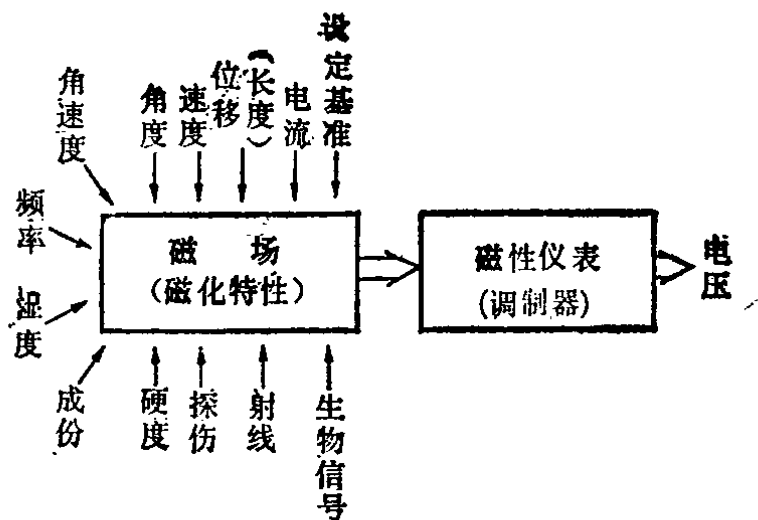 角速度
角度
速度
位移
（长度）
电流
设定基准
频率
湿度
磁 场
（磁化特性）
磁性仪表
(调制器)
电压
成份
硬度
探伤
射线
生物信号